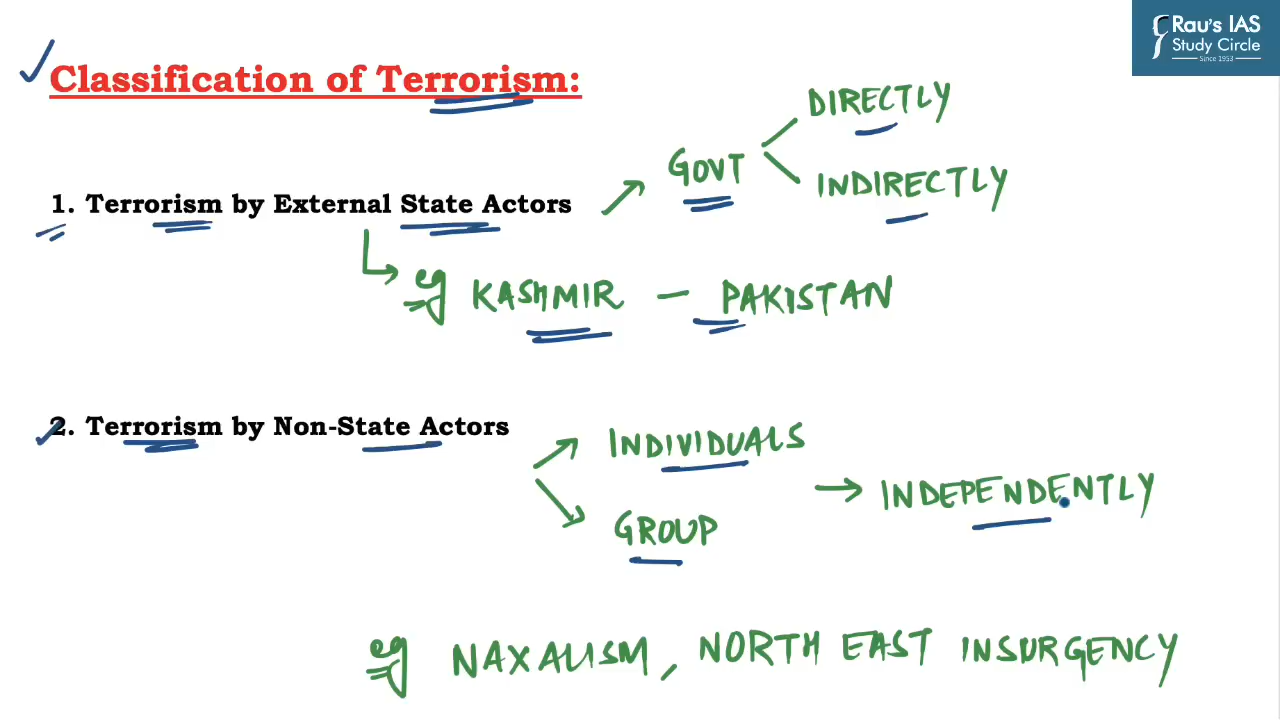 Rau's IAS
Study Circle
Since 1953
Classification of Terrorism:
DIRECTLY
GOVT
INDIRECTLY
1. Terrorism by External State Actors
eg KASHMIR - PAKISTAN
2. Terrorism by Non-State Actors
INDIVIDUALS
INDEPENDENTLY
GROUP
eg NAXALISM, NORTH EAST INSURGENCY